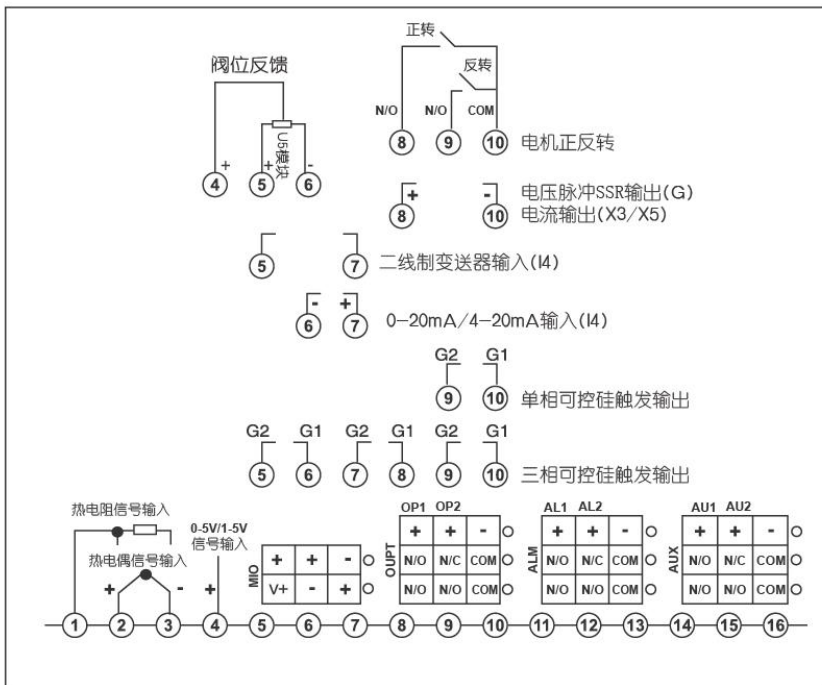 正转
阀位反馈
反转
N/O N/O COM
8 9 10 电机正反转
U5模块
+ + -
4 5 6
+ - 电压脉冲SSR输出(G)
8 10 电流输出(X3/X5)
5 7 二线制变送器输入(I4)
- +
6 7 0-20mA/4-20mA输入(I4)
G2 G1
9 10 单相可控硅触发输出
G2 G1 G2 G1 G2 G1
5 6 7 8 9 10 三相可控硅触发输出
热电阻信号输入
0-5V/1-5V
信号输入
热电偶信号输入
+ - +
MIO
+ + -
V+ - +
OP1 OP2
OUPT
+ + -
N/O N/C COM
N/O N/O COM
AL1 AL2
ALM
+ + -
N/O N/C COM
N/O N/O COM
AU1 AU2
AUX
+ + -
N/O N/C COM
N/O N/O COM
1 2 3 4 5 6 7 8 9 10 11 12 13 14 15 16